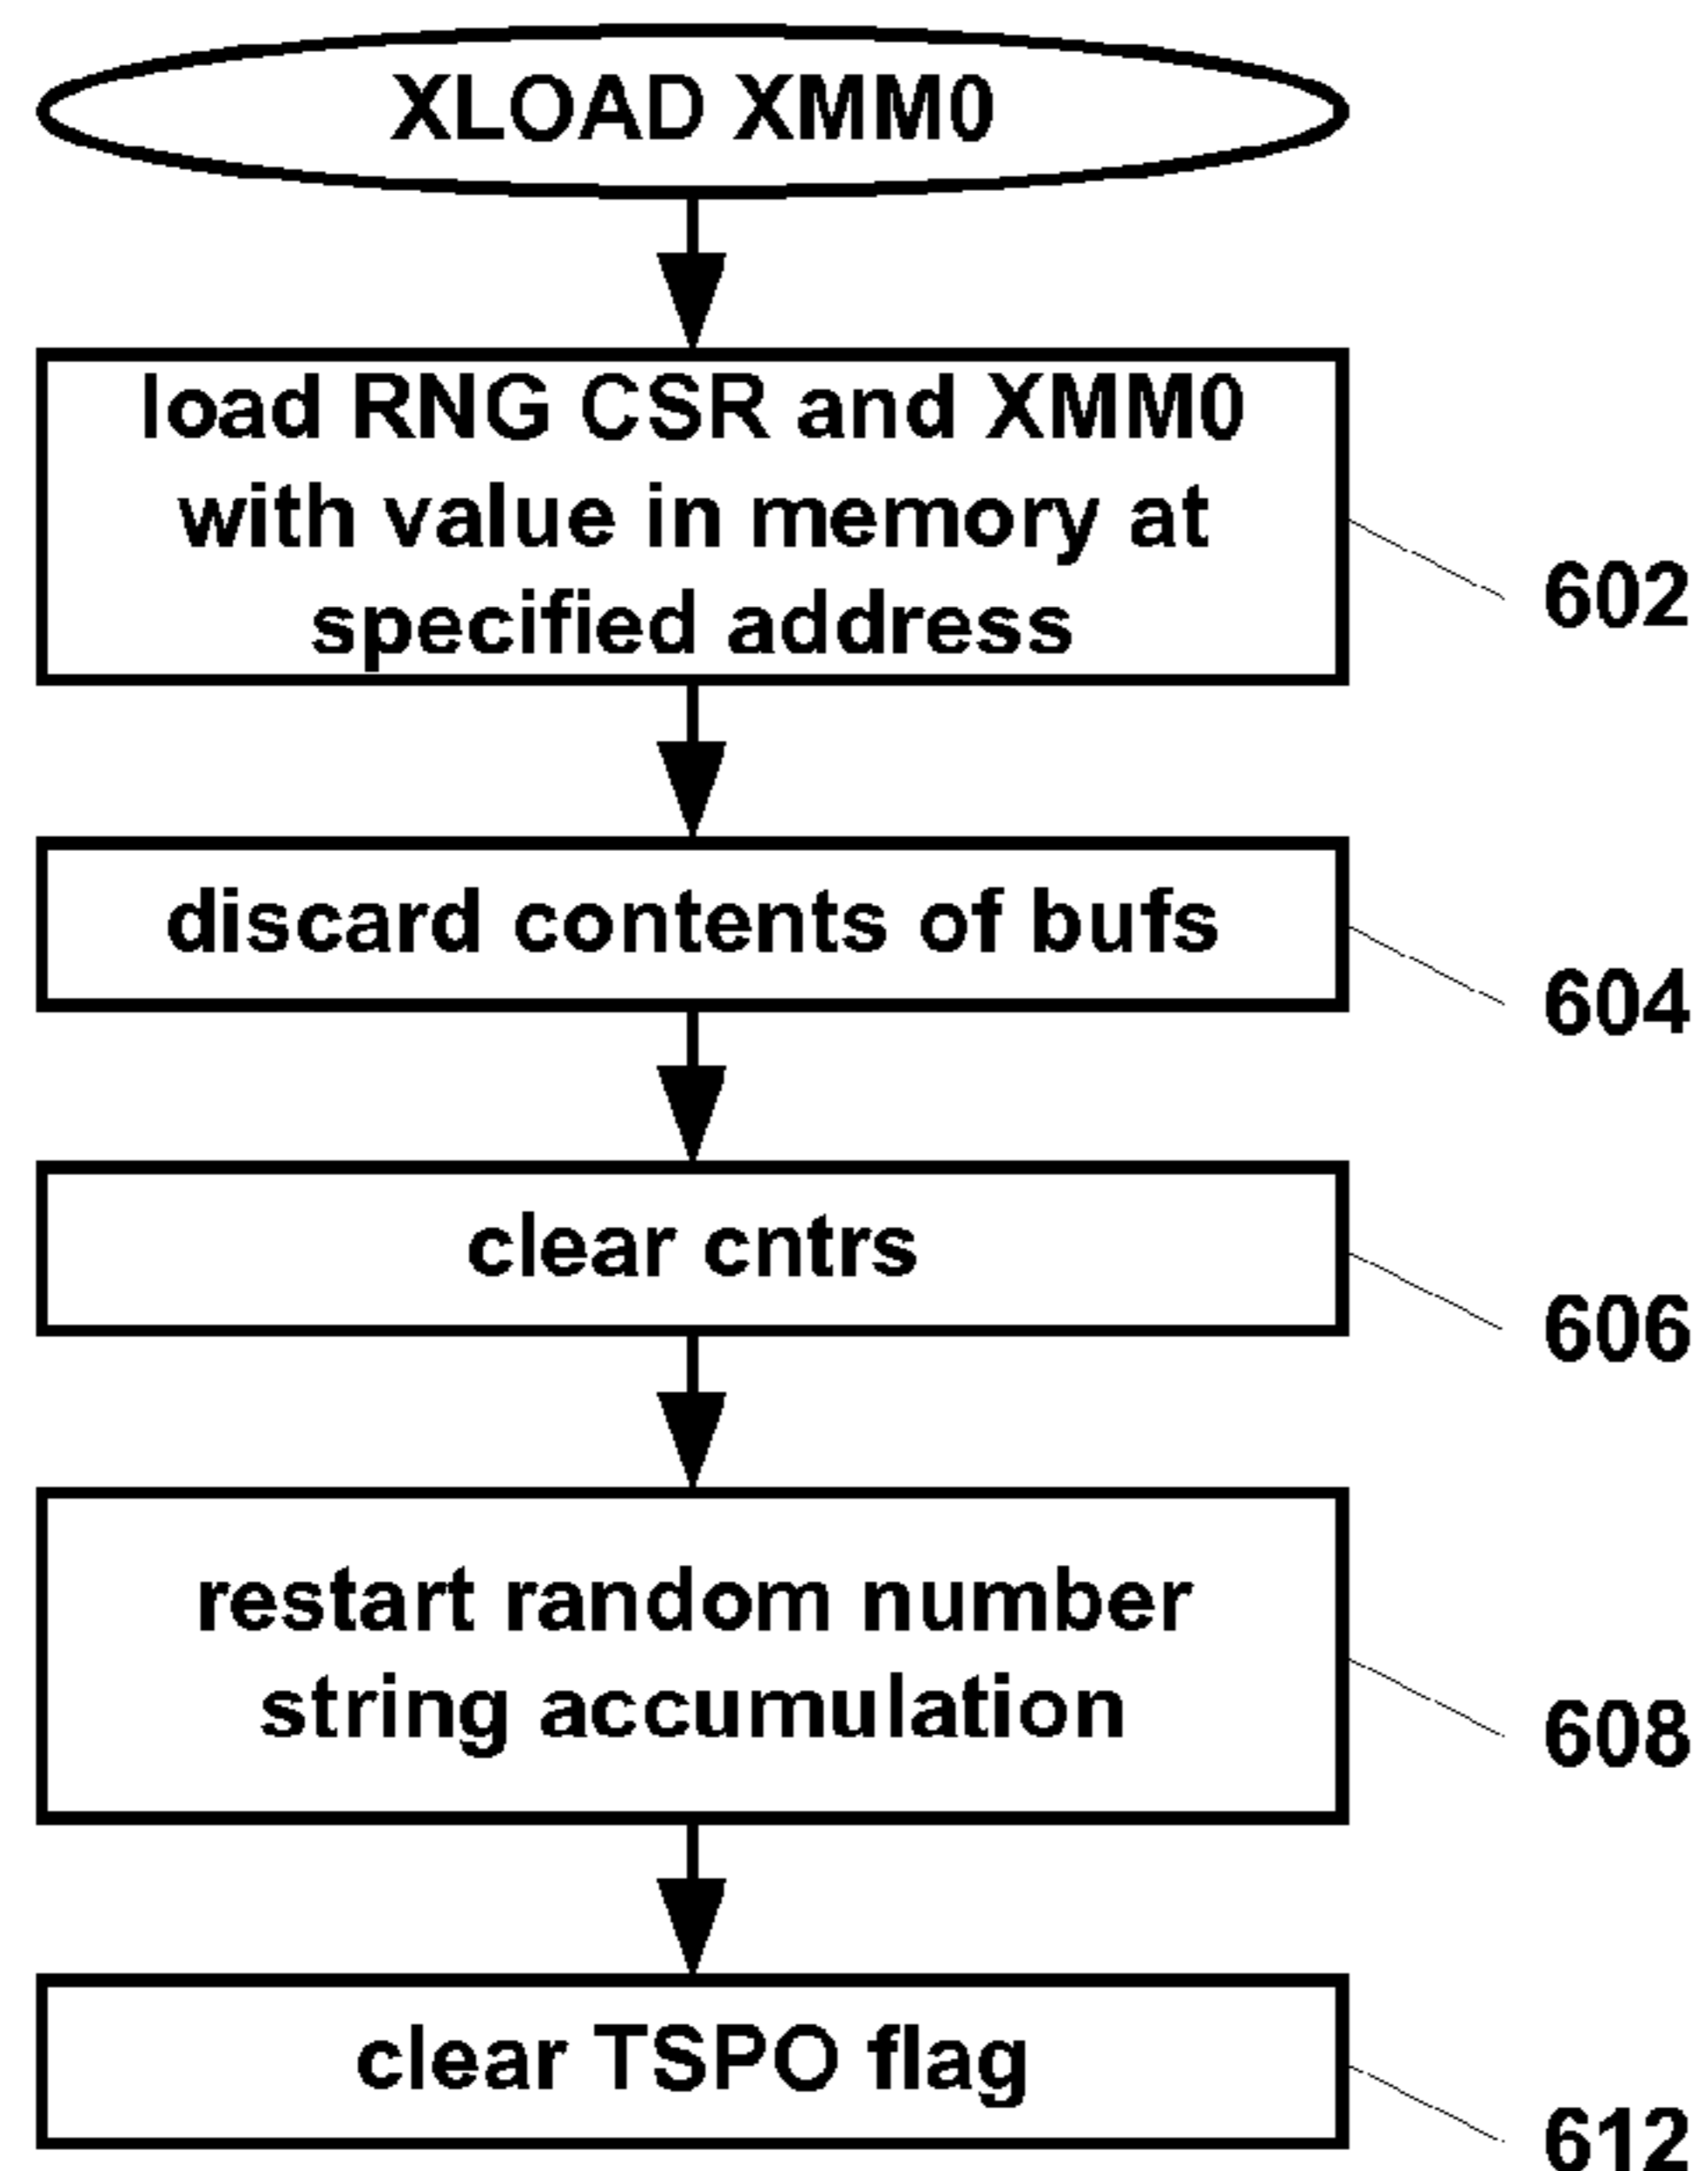 XLOAD XMM0
load RNG CSR and XMM0
with value in memory at
specified address
602
discard contents of bufs
604
clear cntrs
606
restart random number
string accumulation
608
clear TSPO flag
612